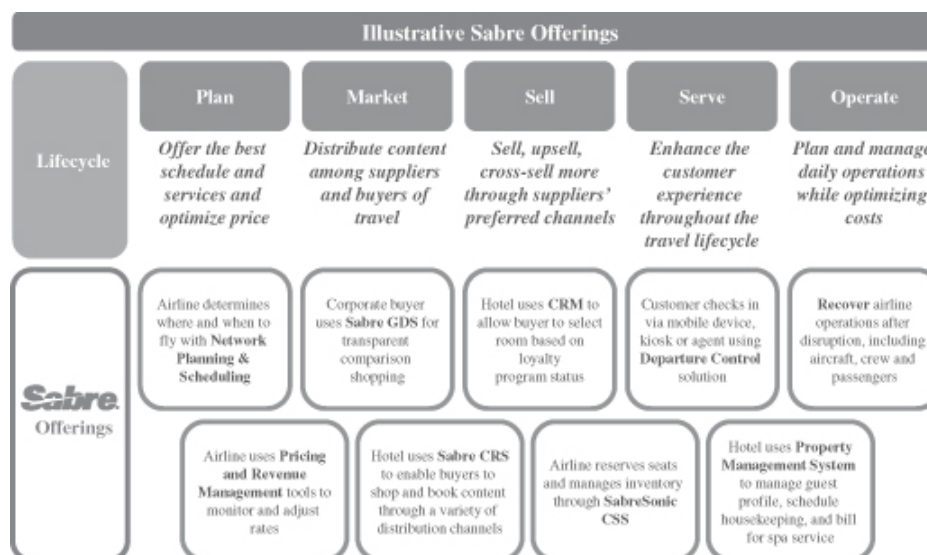 Illustrative Sabre Offerings
Lifecycle
Plan
Market
Sell
Serve
Operate
Offer the best
schedule and
services and
optimize price
Distribute content
among suppliers
and buyers of
travel
Sell, upsell,
cross-sell more
through suppliers'
preferred channels
Enhance the
customer
experience
throughout the
travel lifecycle
Plan and manage
daily operations
while optimizing
costs
Sabre
Offerings
Airline determines
where and when to
fly with Network
Planning &
Scheduling
Corporate buyer
uses Sabre GDS for
transparent
comparison
shopping
Hotel uses CRM to
allow buyer to select
room based on
loyalty
program status
Customer checks in
via mobile device,
kiosk or agent using
Departure Control
solution
Recover airline
operations after
disruption, including
aircraft, crew and
passengers
Airline uses Pricing
and Revenue
Management tools to
monitor and adjust
rates
Hotel uses Sabre CRS
to enable buyers to
shop and book content
through a variety of
distribution channels
Airline reserves seats
and manages inventory
through SabreSonic
CSS
Hotel uses Property
Management System
to manage guest
profile, schedule
housekeeping, and bill
for spa service